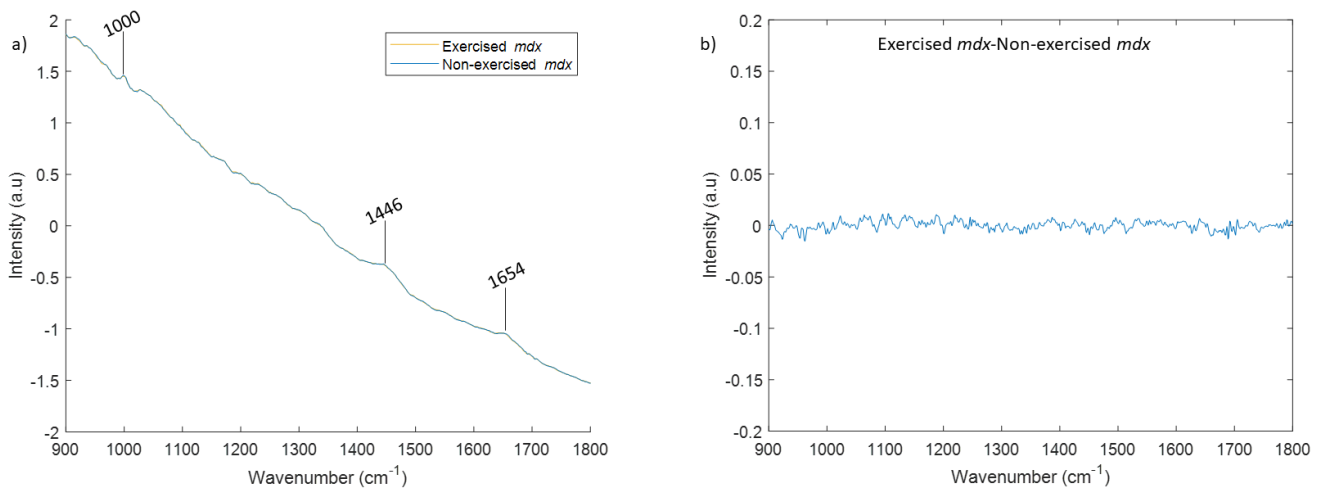 a)
1000
1446
1654
Exercised mdx
Non-exercised mdx
2
1.5
1
0.5
0
-0.5
-1
-1.5
-2
Intensity (a.u)
900 1000 1100 1200 1300 1400 1500 1600 1700 1800
Wavenumber (cm⁻¹)
b)
Exercised mdx-Non-exercised mdx
0.2
0.15
0.1
0.05
0
-0.05
-0.1
-0.15
-0.2
Intensity (a.u)
900 1000 1100 1200 1300 1400 1500 1600 1700 1800
Wavenumber (cm⁻¹)